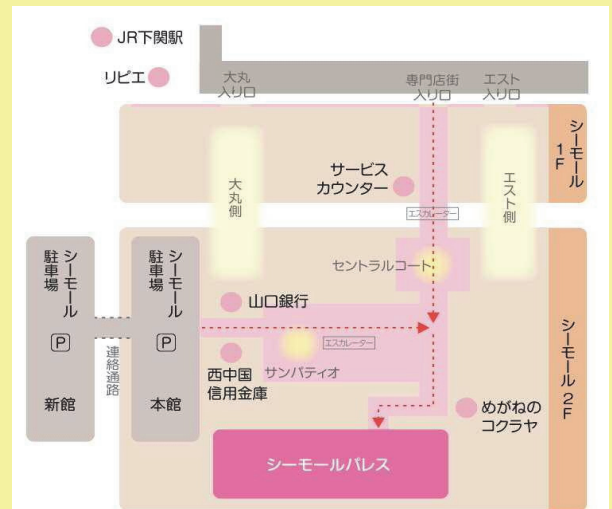 JR下関駅
リピエ
大丸
入り口
専門店街
入り口
エスト
入り口
シーモール
1F
サービス
カウンター
大丸側
エスト側
エスカレーター
セントラルコート
シーモール
駐車場
P
新館
連絡通路
シーモール
駐車場
P
本館
山口銀行
エスカレーター
サンパティオ
西中国
信用金庫
シーモール2F
めがねの
コクラヤ
シーモールパレス